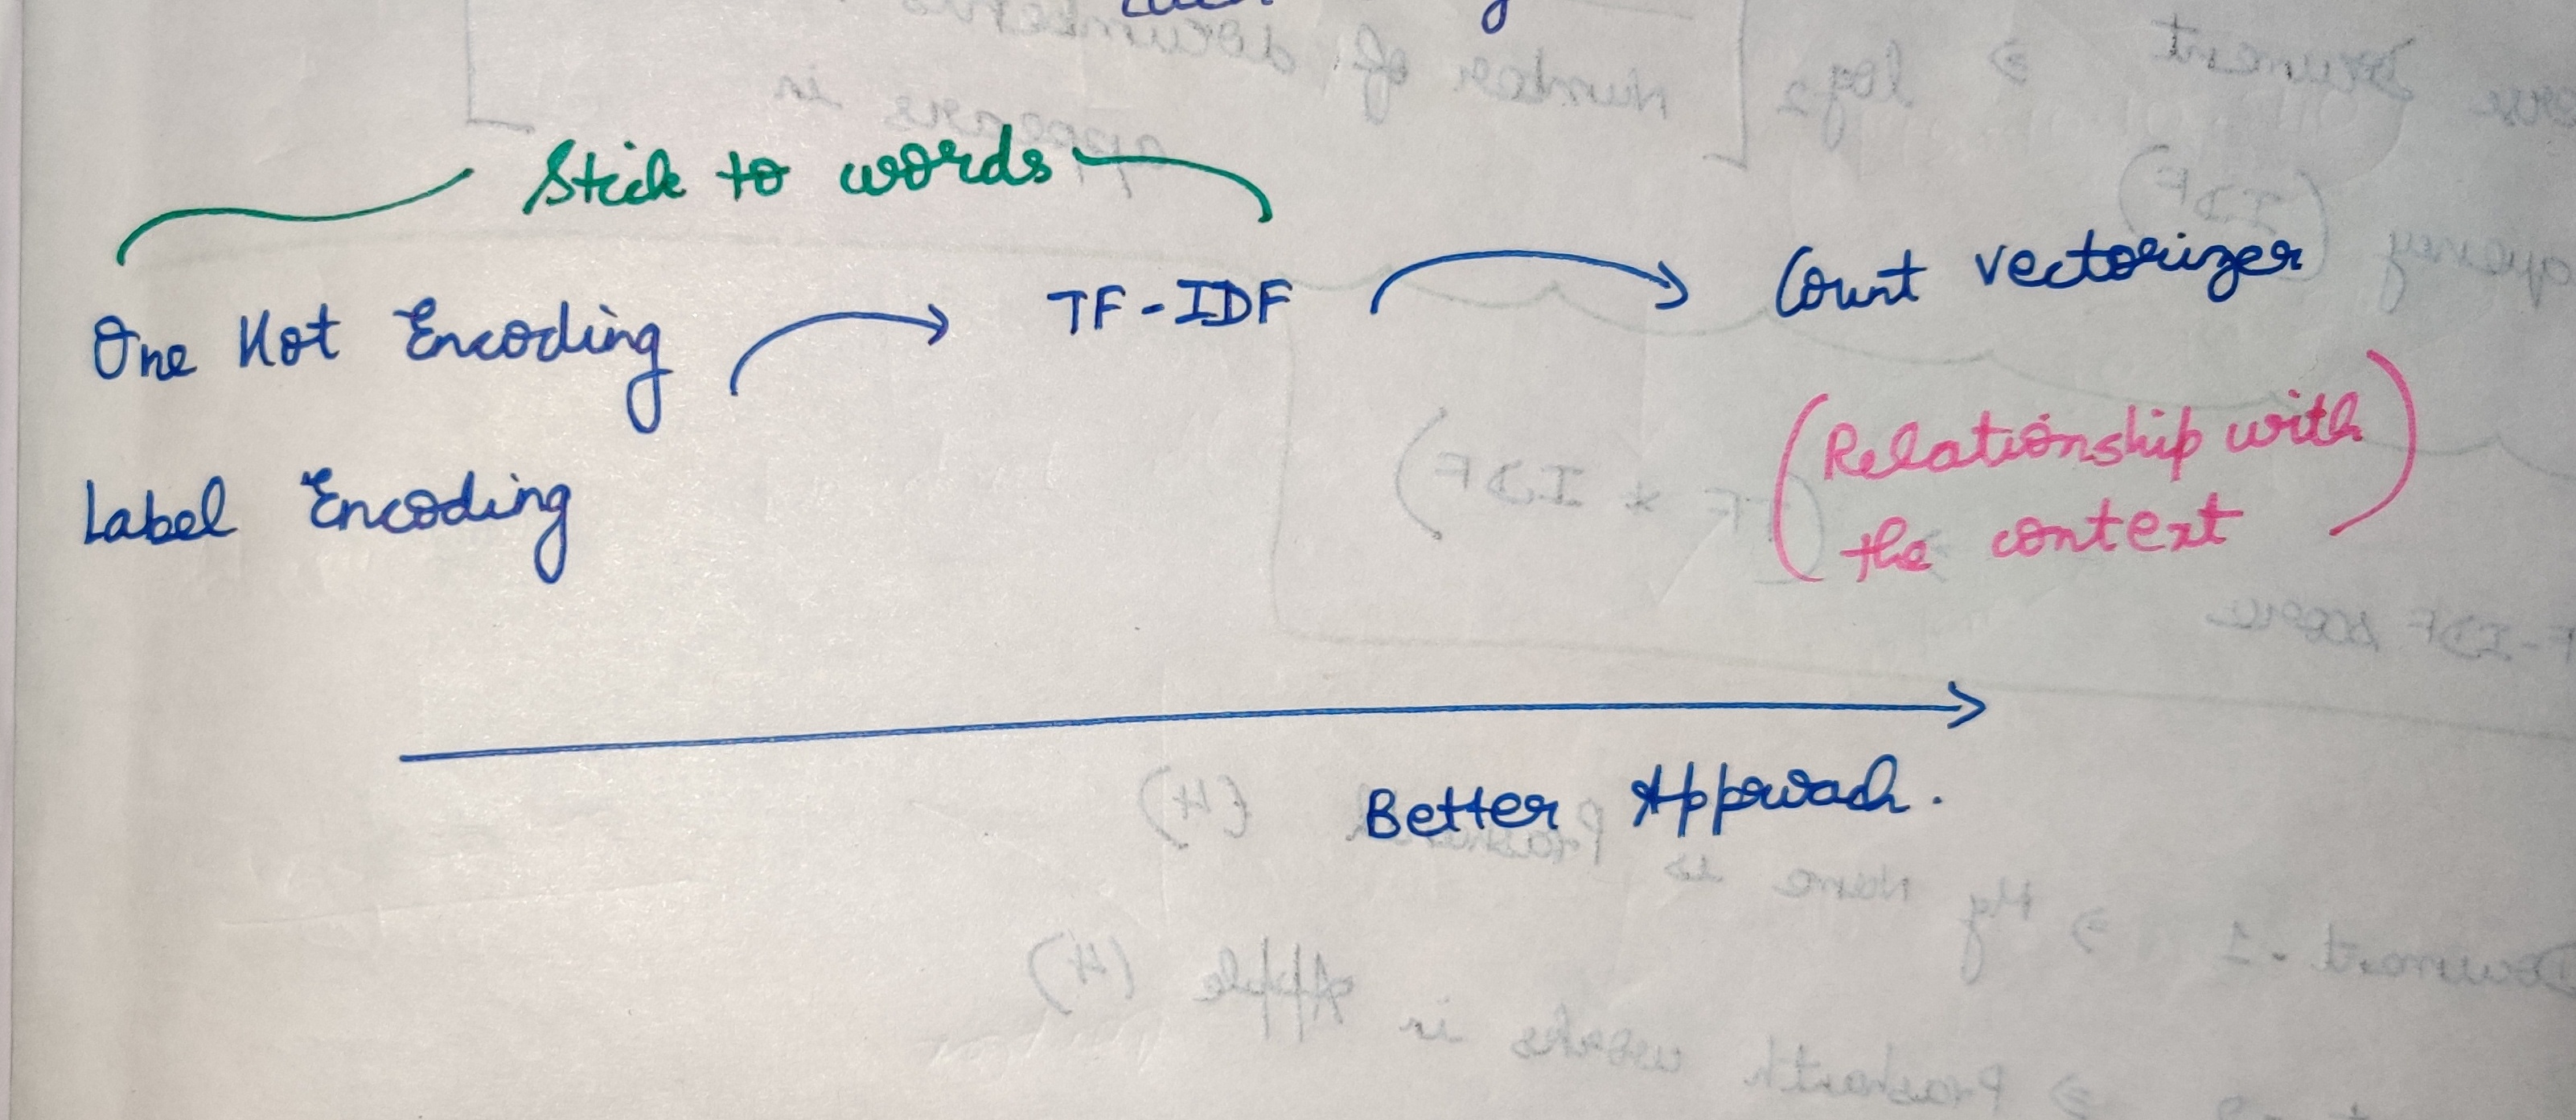 Stick to words
One Hot Encoding → TF-IDF → Count vectorizer
Label Encoding
(Relationship with
the context)
Better Approach.